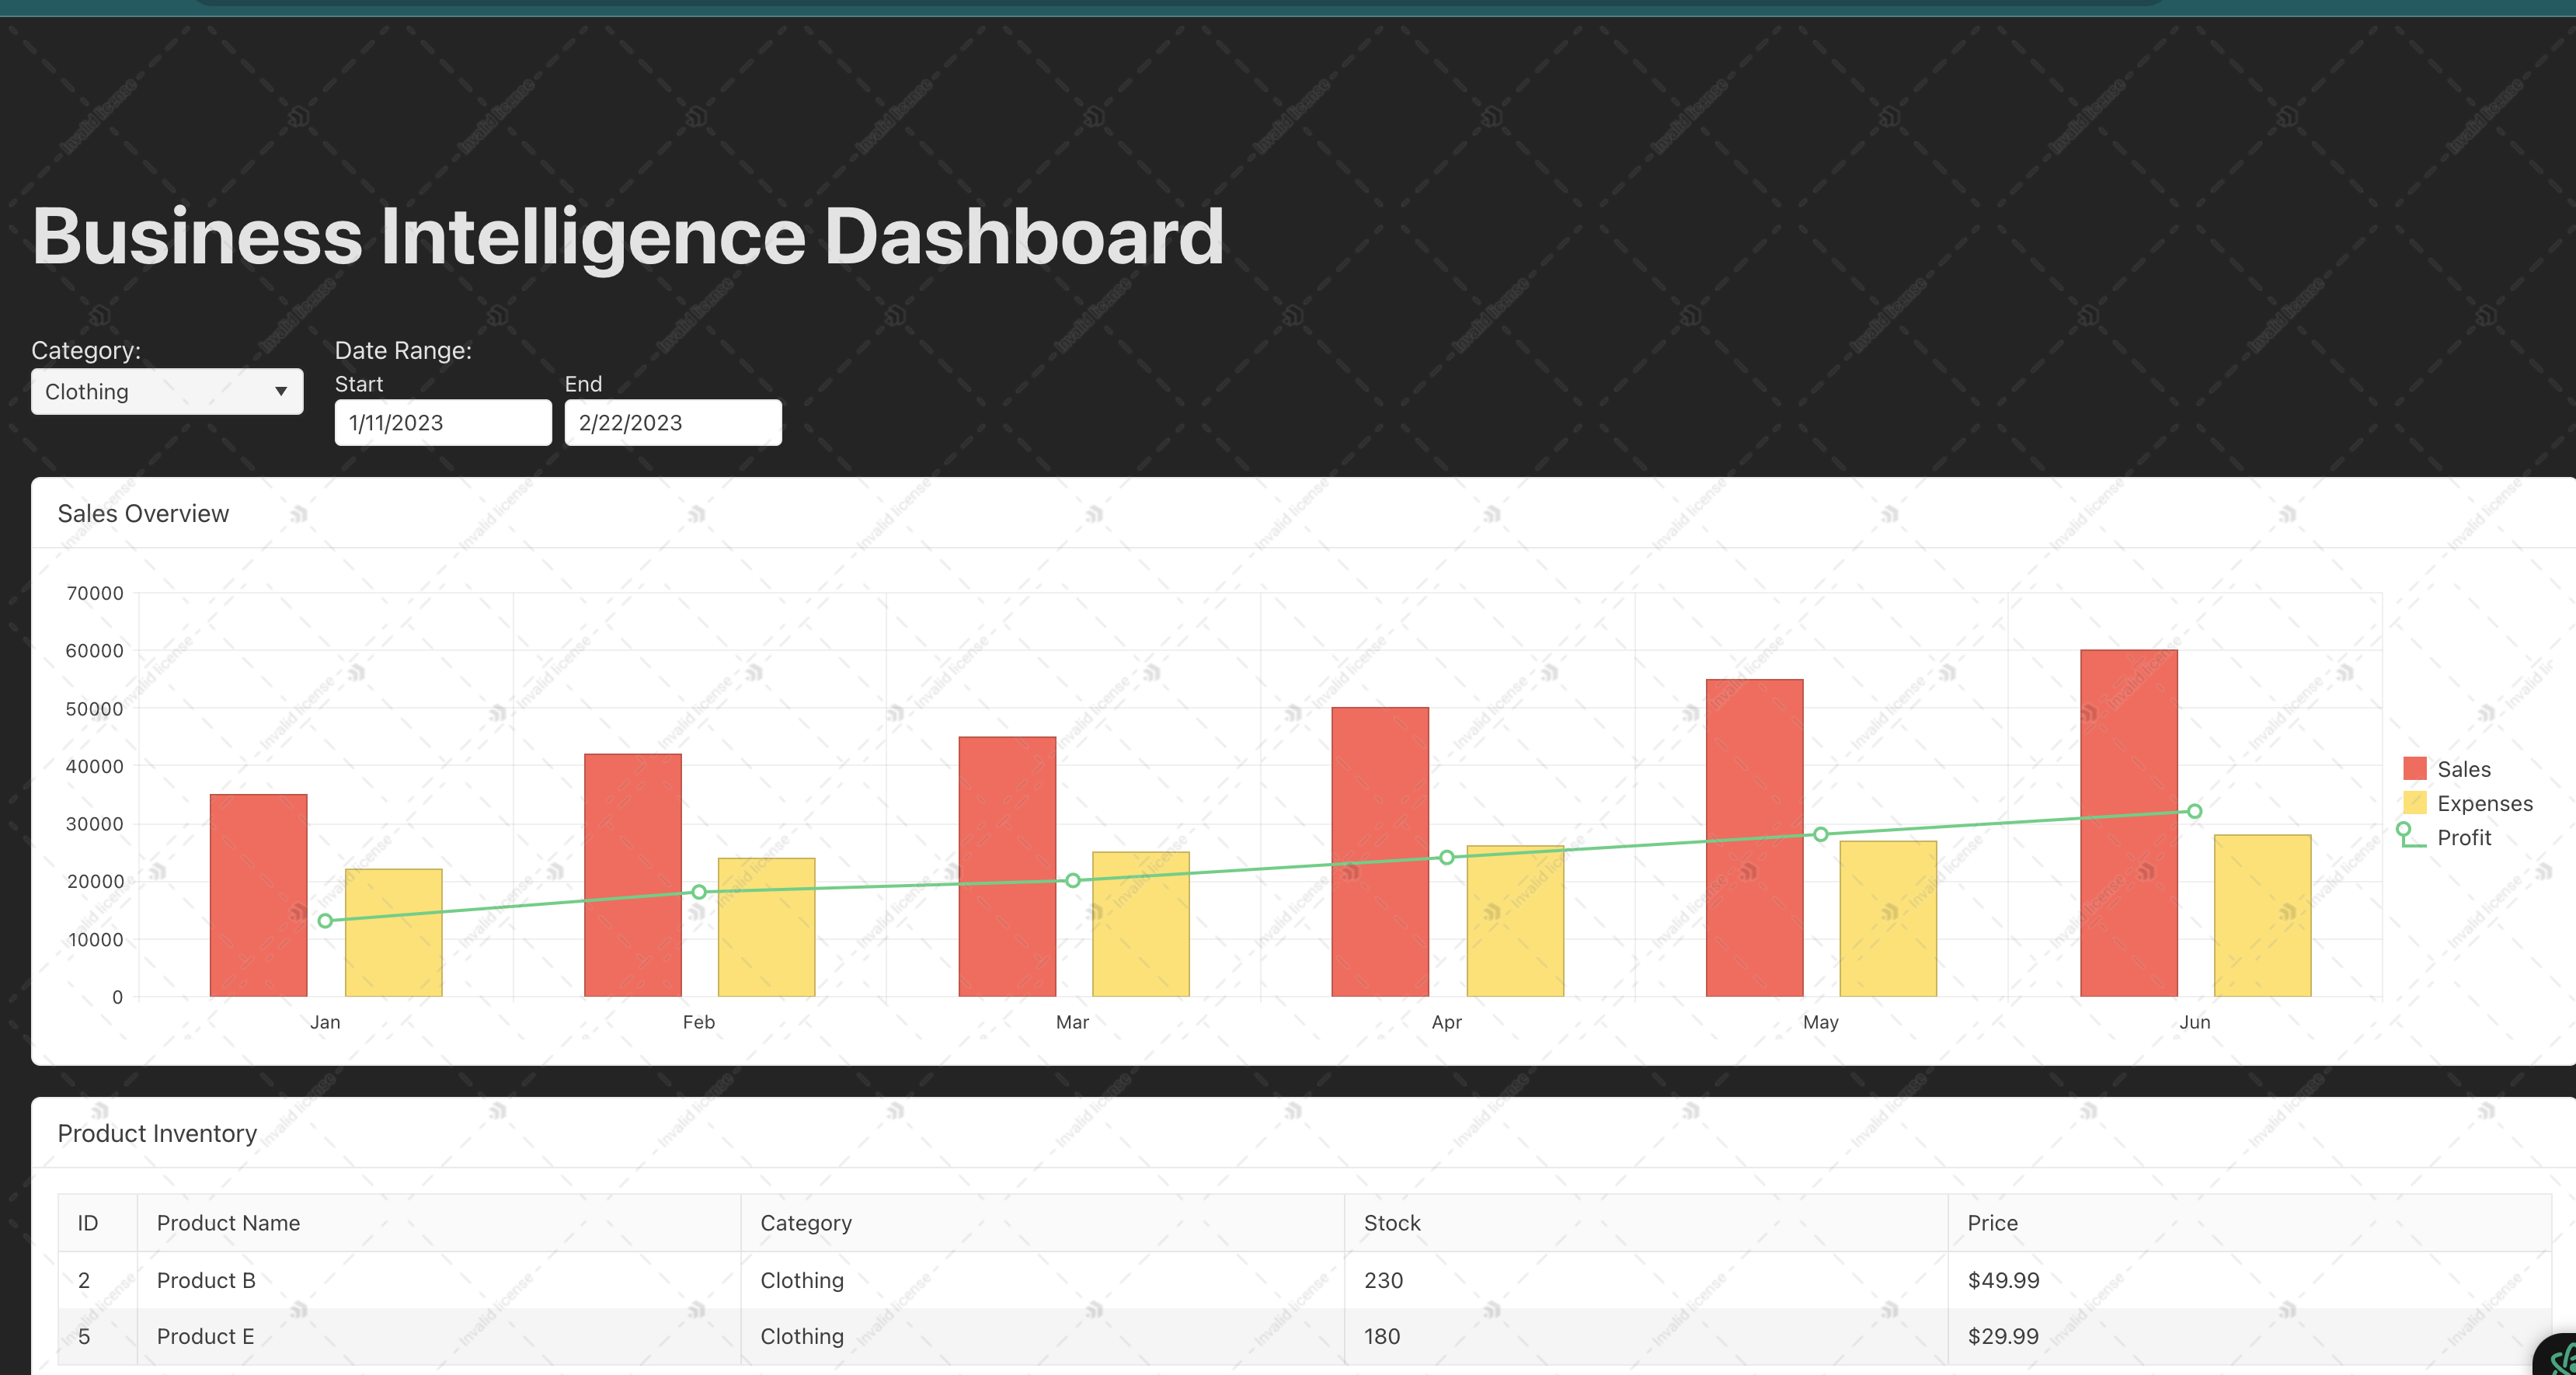 Business Intelligence Dashboard
Category:
Clothing
Date Range:
Start
End
1/11/2023
2/22/2023
Sales Overview
70000
60000
50000
40000
30000
20000
10000
0
Jan
Feb
Mar
Apr
May
Jun
Sales
Expenses
Profit
Product Inventory
ID Product Name Category Stock Price
2 Product B Clothing 230 $49.99
5 Product E Clothing 180 $29.99
Invalid license